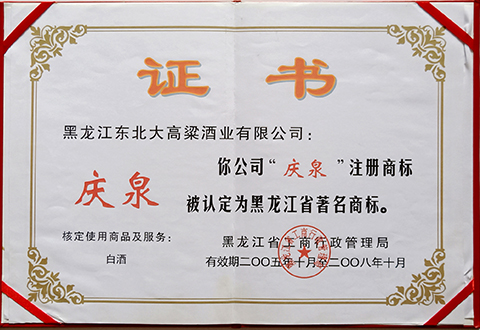 证书
黑龙江东北大高粱酒业有限公司：
你公司“庆泉”注册商标
庆泉
被认定为黑龙江省著名商标。
核定使用商品及服务：
白酒
黑龙江省工商行政管理局
有效期二〇〇五年十月至二〇〇八年十月